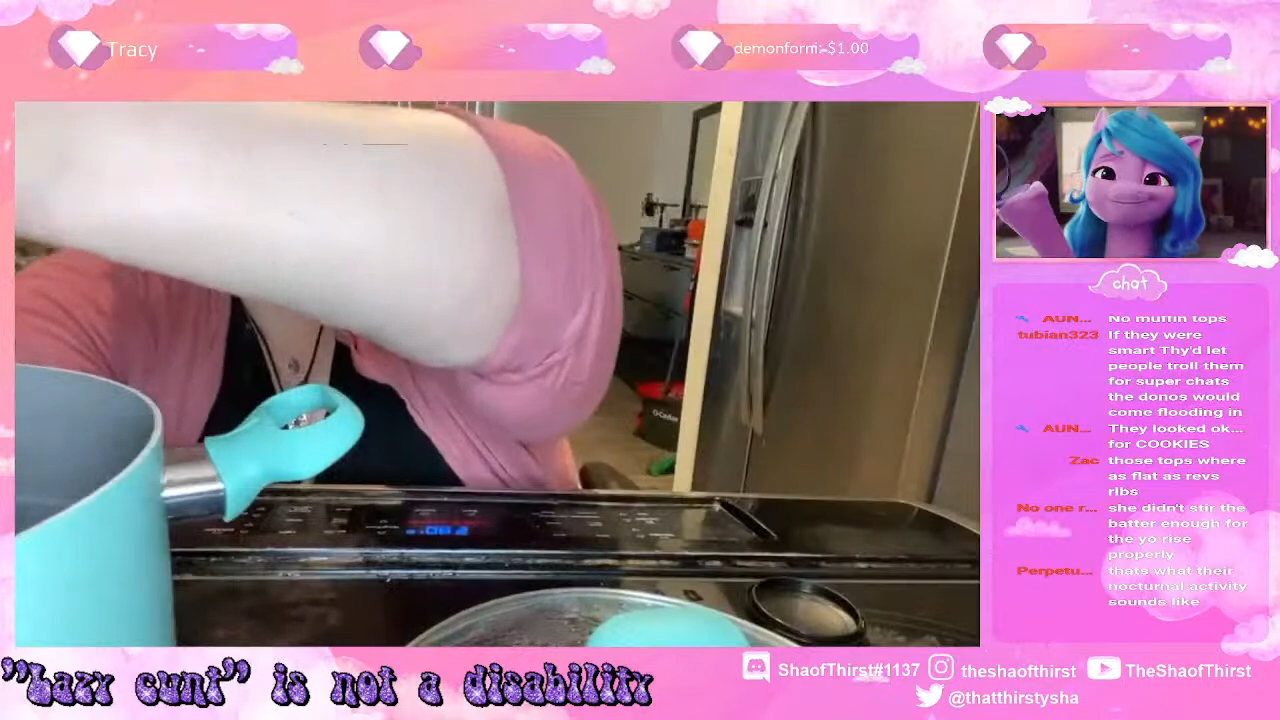 Tracy
demonform: $1.00
chat
AUN... No muffin tops
tubian323 If they were
smart Thy'd let
people troll them
for super chats
the donos would
come flooding in
AUN... They looked ok...
for COOKIES
Zac those tops where
as flat as revs
ribs
No one r... she didn't stir the
batter enough for
the yo rise
properly
Perpetu... thats what their
nocturnal activity
sounds like
"Lazy cunt" is not a disability
ShaofThirst#1137 theshaofthirst TheShaofThirst
@thatthirstysha